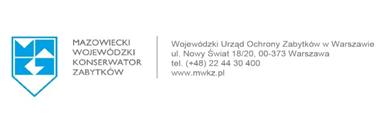 MAZOWIECKI
WOJEWÓDZKI
KONSERWATOR
ZABYTKÓW
Wojewódzki Urząd Ochrony Zabytków w Warszawie
ul. Nowy Świat 18/20, 00-373 Warszawa
tel. (+48) 22 44 30 400
www.mwkz.pl